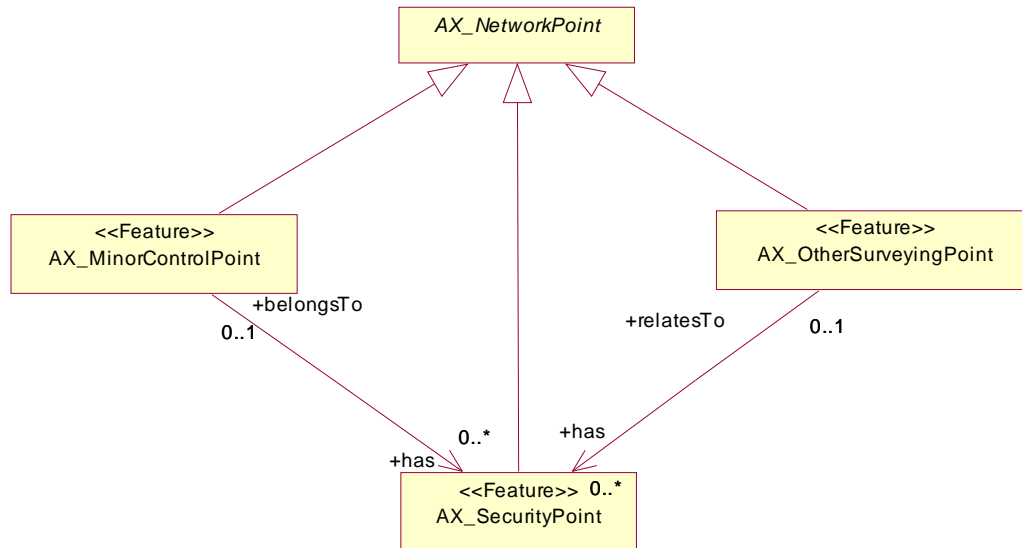 AX_NetworkPoint
<<Feature>>
AX_MinorControlPoint
<<Feature>>
AX_OtherSurveyingPoint
+belongsTo
0..1
+relatesTo
0..1
0..*
+has
+has
<<Feature>> 0..*
AX_SecurityPoint